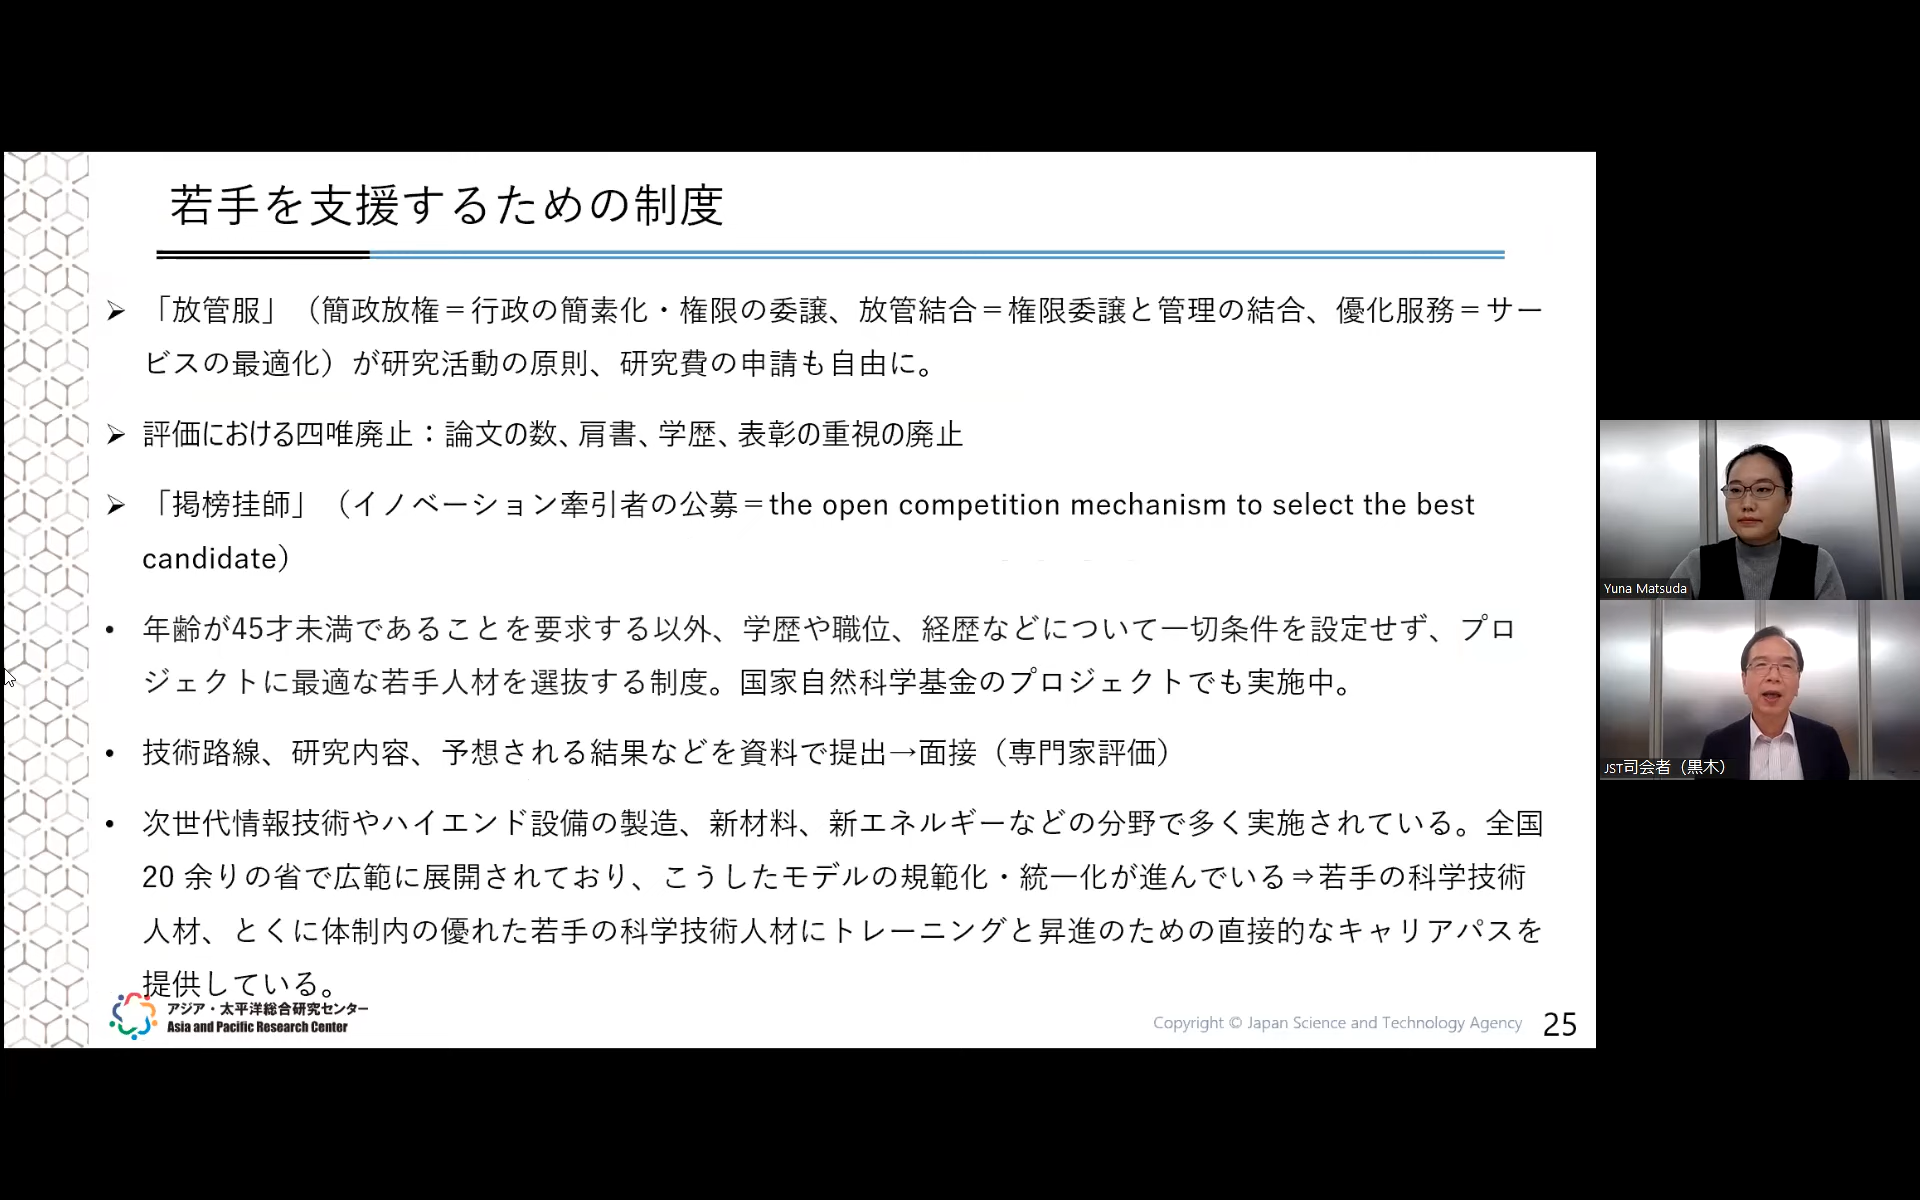 若手を支援するための制度
「放管服」（簡政放権＝行政の簡素化・権限の委譲、放管結合＝権限委譲と管理の結合、優化服務＝サー
ビスの最適化）が研究活動の原則、研究費の申請も自由に。
評価における四唯廃止：論文の数、肩書、学歴、表彰の重視の廃止
「掲榜挂師」（イノベーション牽引者の公募＝the open competition mechanism to select the best
candidate）
年齢が45才未満であることを要求する以外、学歴や職位、経歴などについて一切条件を設定せず、プロ
ジェクトに最適な若手人材を選抜する制度。国家自然科学基金のプロジェクトでも実施中。
技術路線、研究内容、予想される結果などを資料で提出→面接（専門家評価）
次世代情報技術やハイエンド設備の製造、新材料、新エネルギーなどの分野で多く実施されている。全国
20 余りの省で広範に展開されており、こうしたモデルの規範化・統一化が進んでいる⇒若手の科学技術
人材、とくに体制内の優れた若手の科学技術人材にトレーニングと昇進のための直接的なキャリアパスを
提供している。
アジア・太平洋総合研究センター
Asia and Pacific Research Center
Copyright © Japan Science and Technology Agency
25
Yuna Matsuda
JST司会者（黒木）